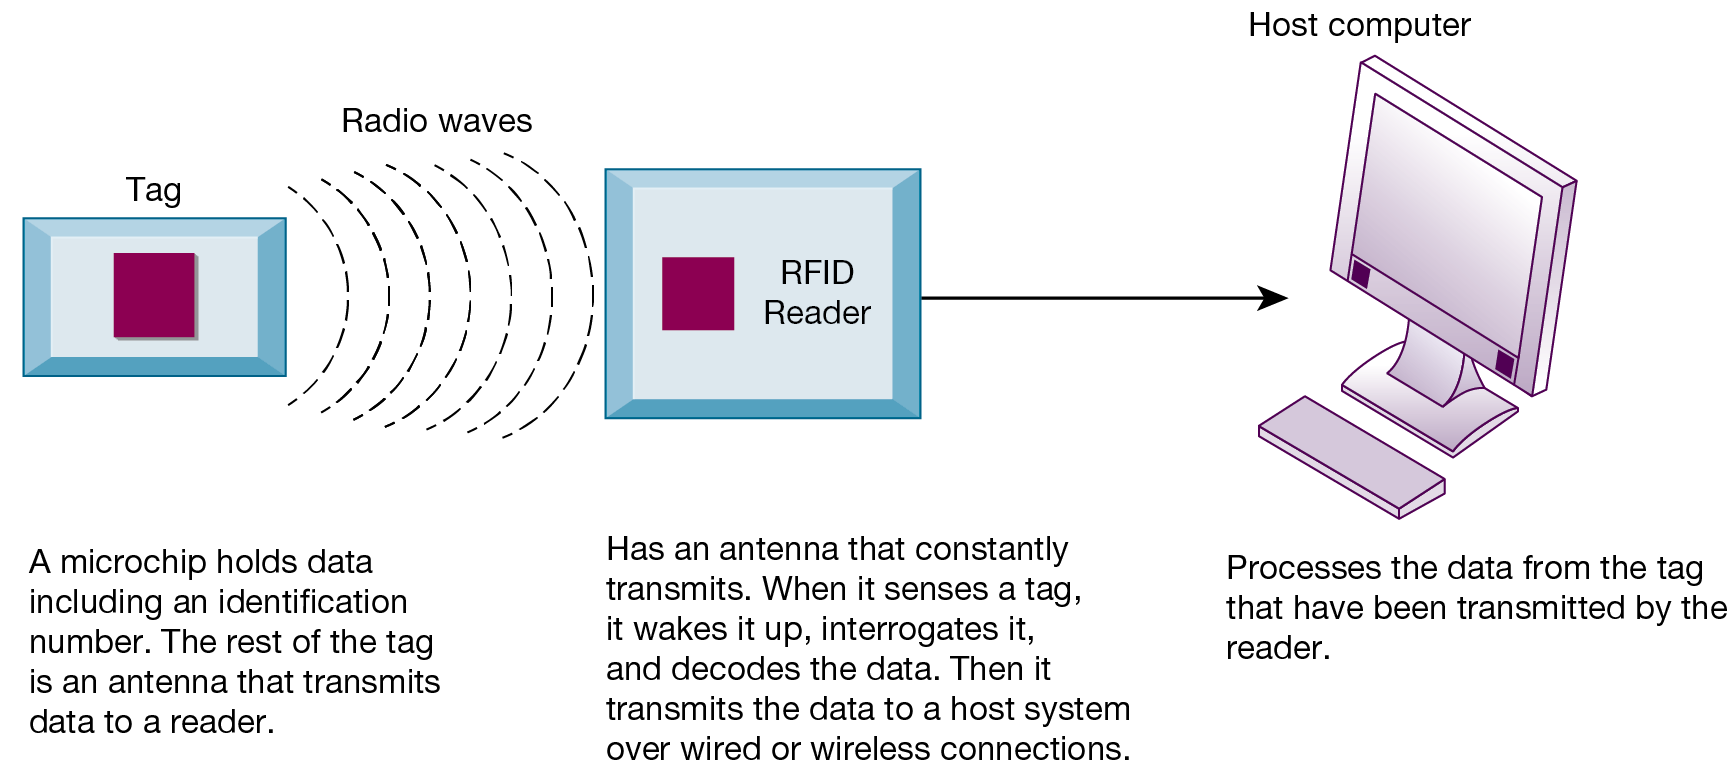 Host computer
Radio waves
Tag
RFID
Reader
A microchip holds data
including an identification
number. The rest of the tag
is an antenna that transmits
data to a reader.
Has an antenna that constantly
transmits. When it senses a tag,
it wakes it up, interrogates it,
and decodes the data. Then it
transmits the data to a host system
over wired or wireless connections.
Processes the data from the tag
that have been transmitted by the
reader.